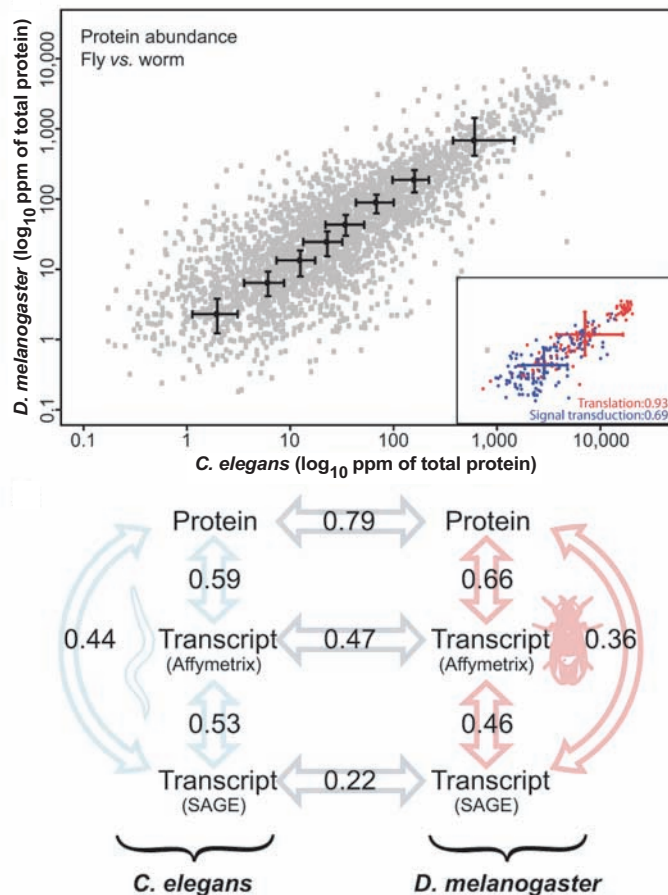 Protein abundance
Fly vs. worm
D. melanogaster (log10 ppm of total protein)
10,000
1,000
100
10
1
0.1
Translation:0.93
Signal transduction:0.69
0.1
1
10
100
1,000
10,000
C. elegans (log10 ppm of total protein)
Protein 0.79 Protein
0.59 0.66
0.44 Transcript 0.47 Transcript 0.36
(Affymetrix) (Affymetrix)
0.53 0.46
Transcript 0.22 Transcript
(SAGE) (SAGE)
C. elegans D. melanogaster